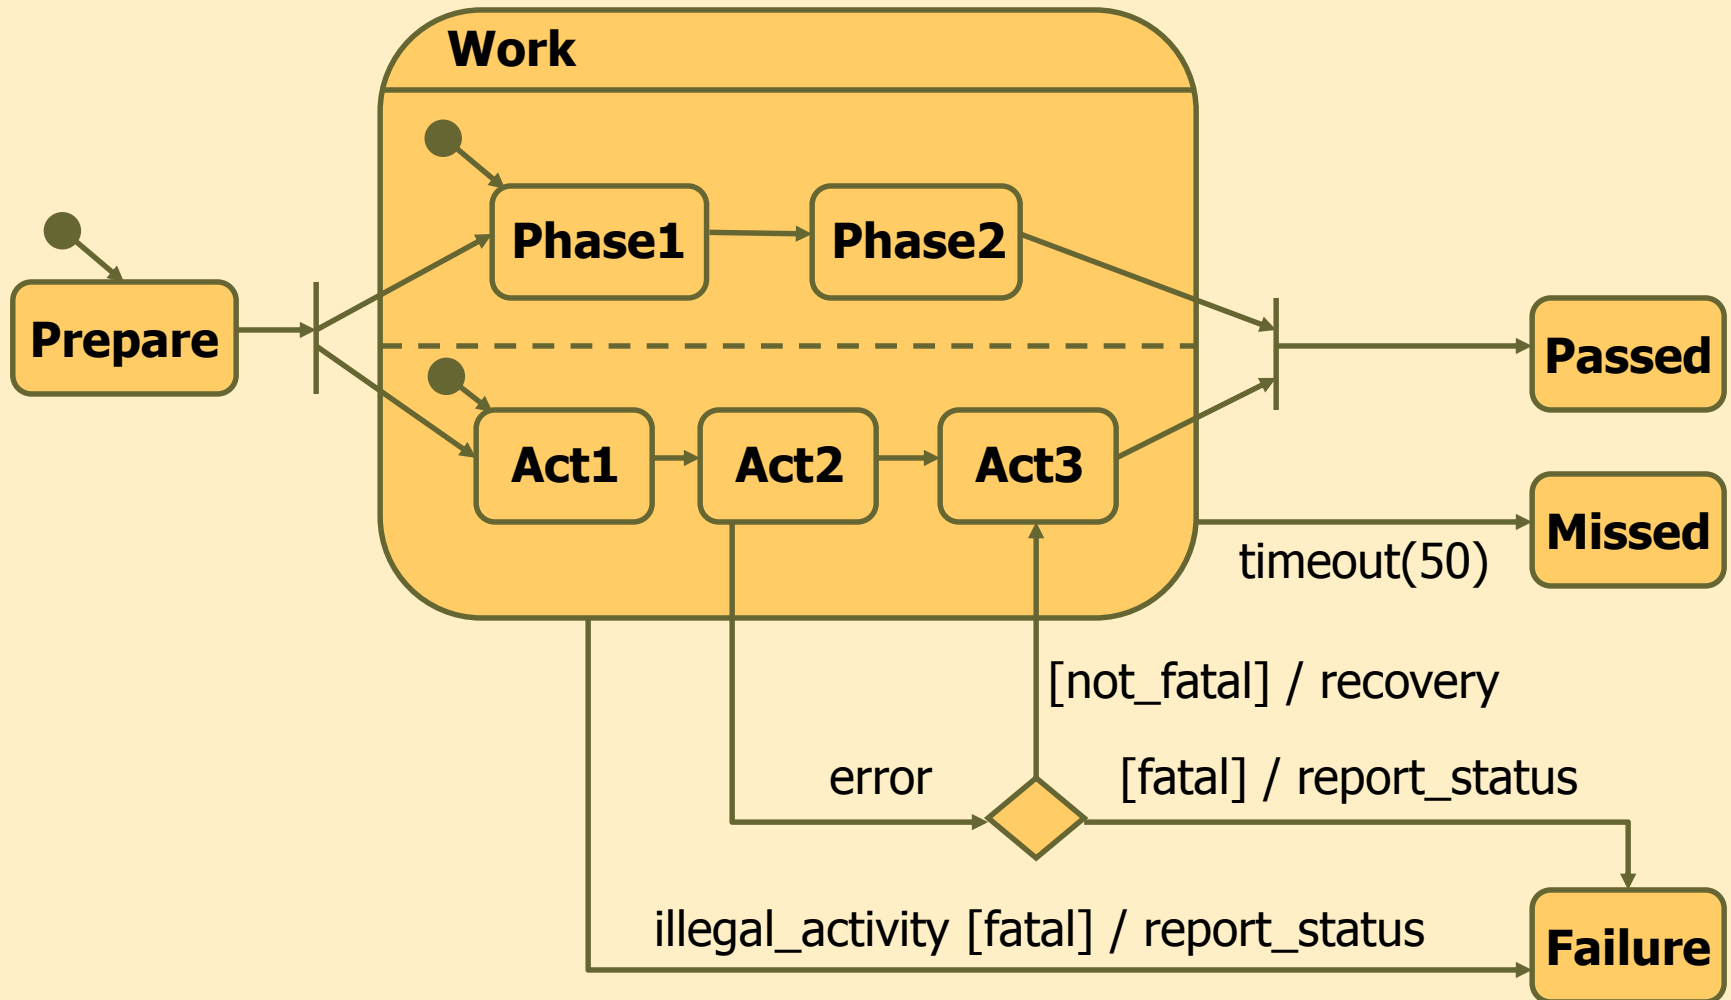 Work
Phase1
Phase2
Prepare
Passed
Act1
Act2
Act3
Missed
timeout(50)
[not_fatal] / recovery
error
[fatal] / report_status
illegal_activity [fatal] / report_status
Failure